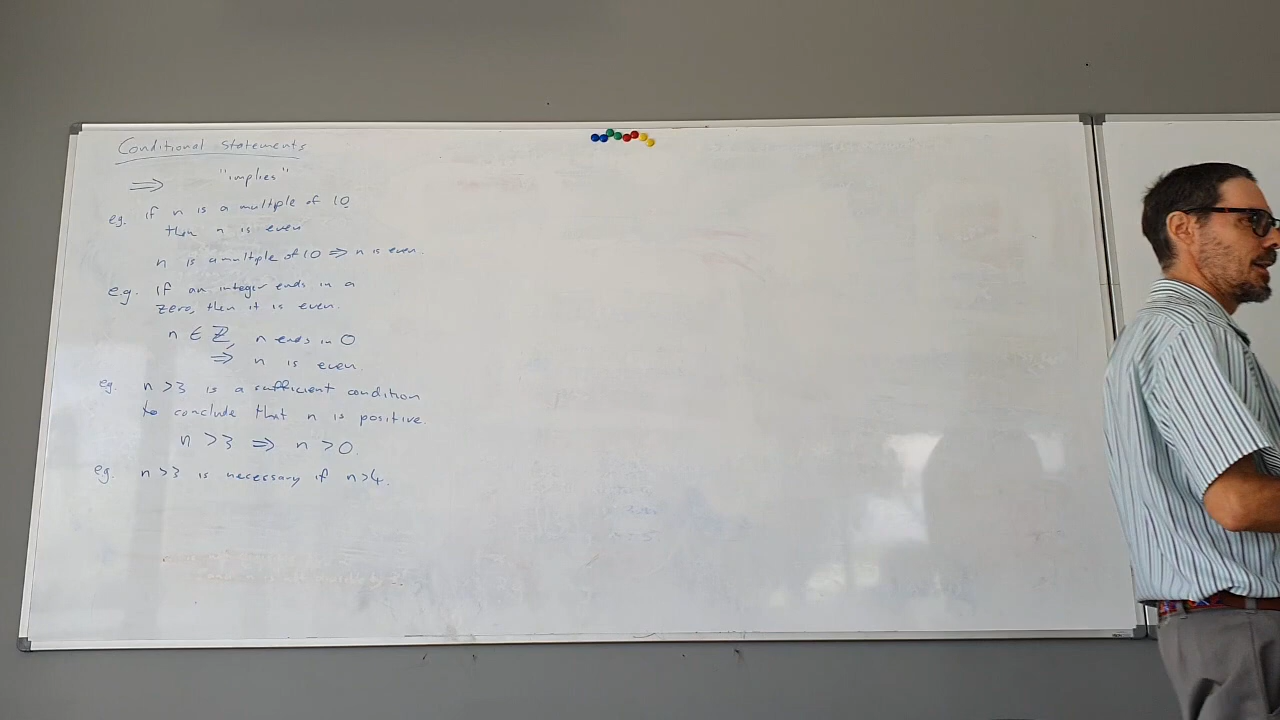 Conditional Statements
⟹ "implies"
eg. if n is a multiple of 10
then n is even
n is a multiple of 10 ⇒ n is even.
e.g. if an integer ends in a
zero, then it is even.
n ∈ ℤ, n ends in 0
⇒ n is even.
eg. n>3 is a sufficient condition
to conclude that n is positive.
n >3 ⇒ n >0.
eg. n>3 is necessary if n>4.